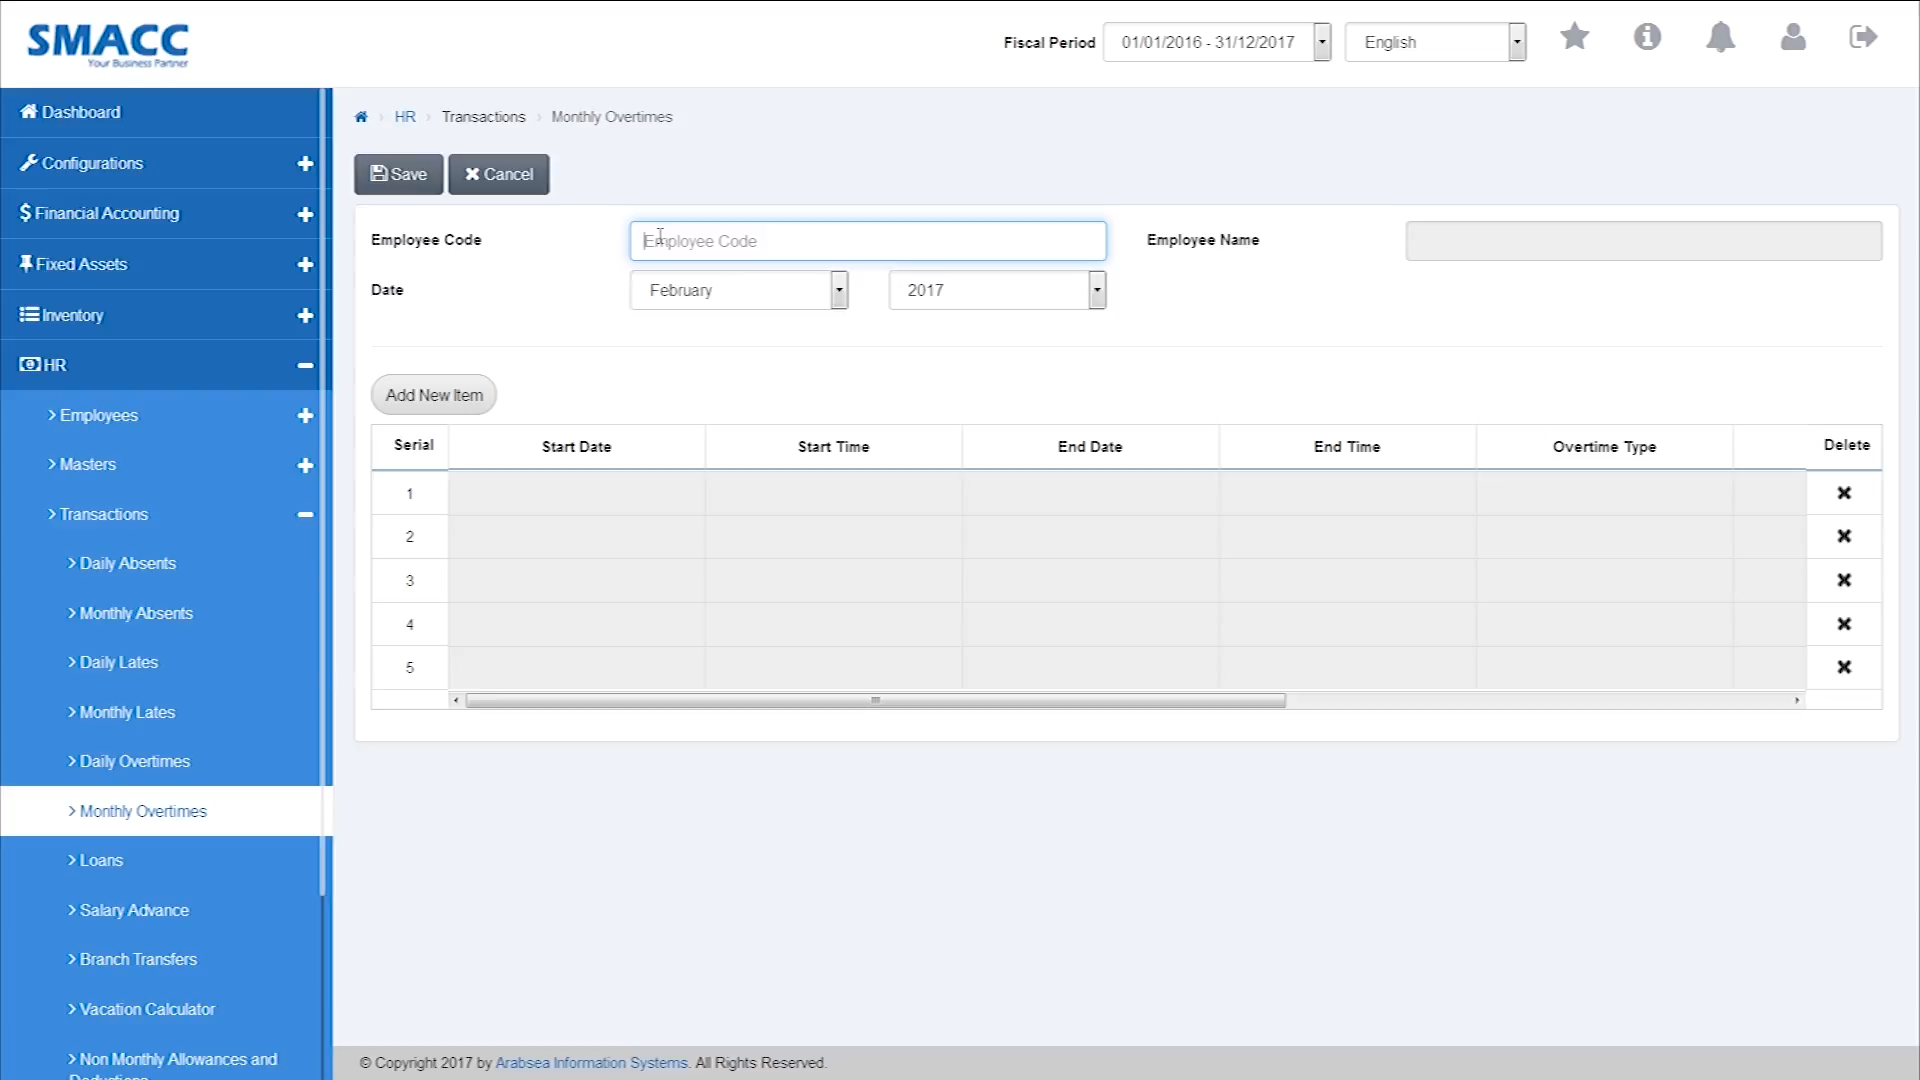 SMACC
Your Business Partner
Fiscal Period
01/01/2016 - 31/12/2017
English
Dashboard
Configurations
Financial Accounting
Fixed Assets
Inventory
HR
Employees
Masters
Transactions
Daily Absents
Monthly Absents
Daily Lates
Monthly Lates
Daily Overtimes
Monthly Overtimes
Loans
Salary Advance
Branch Transfers
Vacation Calculator
Non Monthly Allowances and
Deductions
HR Transactions Monthly Overtimes
Save Cancel
Employee Code Employee Code Employee Name
Date February 2017
Add New Item
Serial Start Date Start Time End Date End Time Overtime Type Delete
1
2
3
4
5
© Copyright 2017 by Arabsea Information Systems. All Rights Reserved.